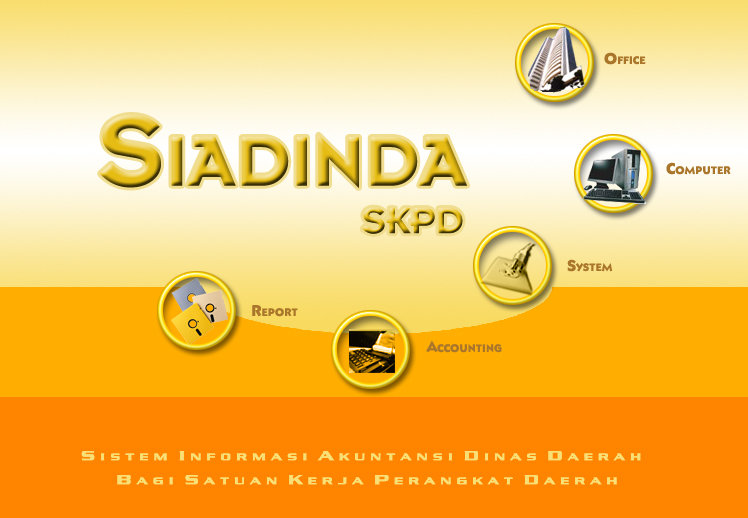 OFFICE
SIADINDA
COMPUTER
SKPD
SYSTEM
REPORT
ACCOUNTING
SISTEM INFORMASI AKUNTANSI DINAS DAERAH
BAGI SATUAN KERJA PERANGKAT DAERAH